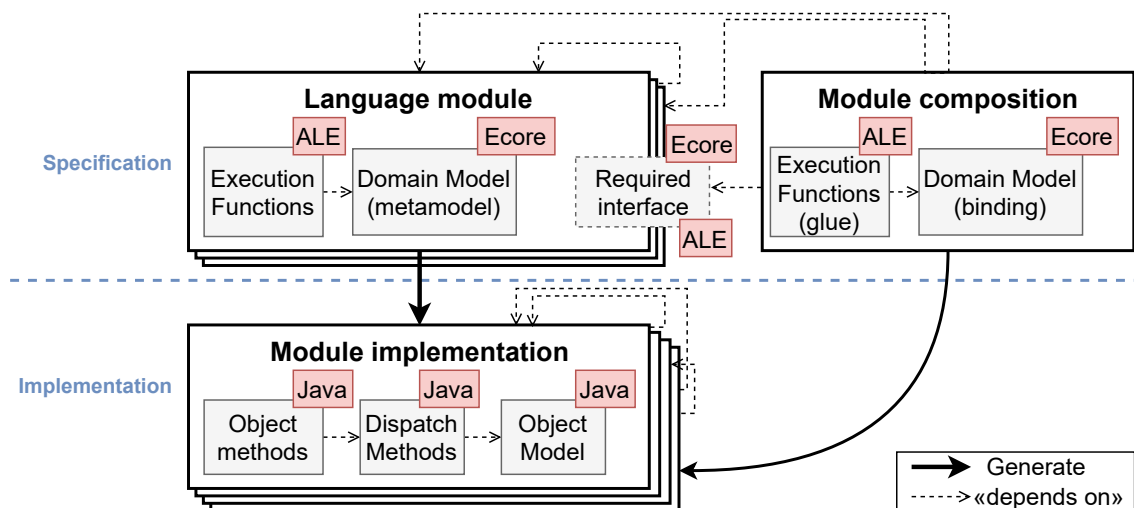 Language module
Module composition
ALE
Ecore
Ecore
ALE
Ecore
Specification
Execution
Functions
Domain Model
(metamodel)
Required
interface
ALE
Execution
Functions
(glue)
Domain Model
(binding)
Module implementation
Implementation
Java
Java
Java
Object
methods
Dispatch
Methods
Object
Model
Generate
«depends on»